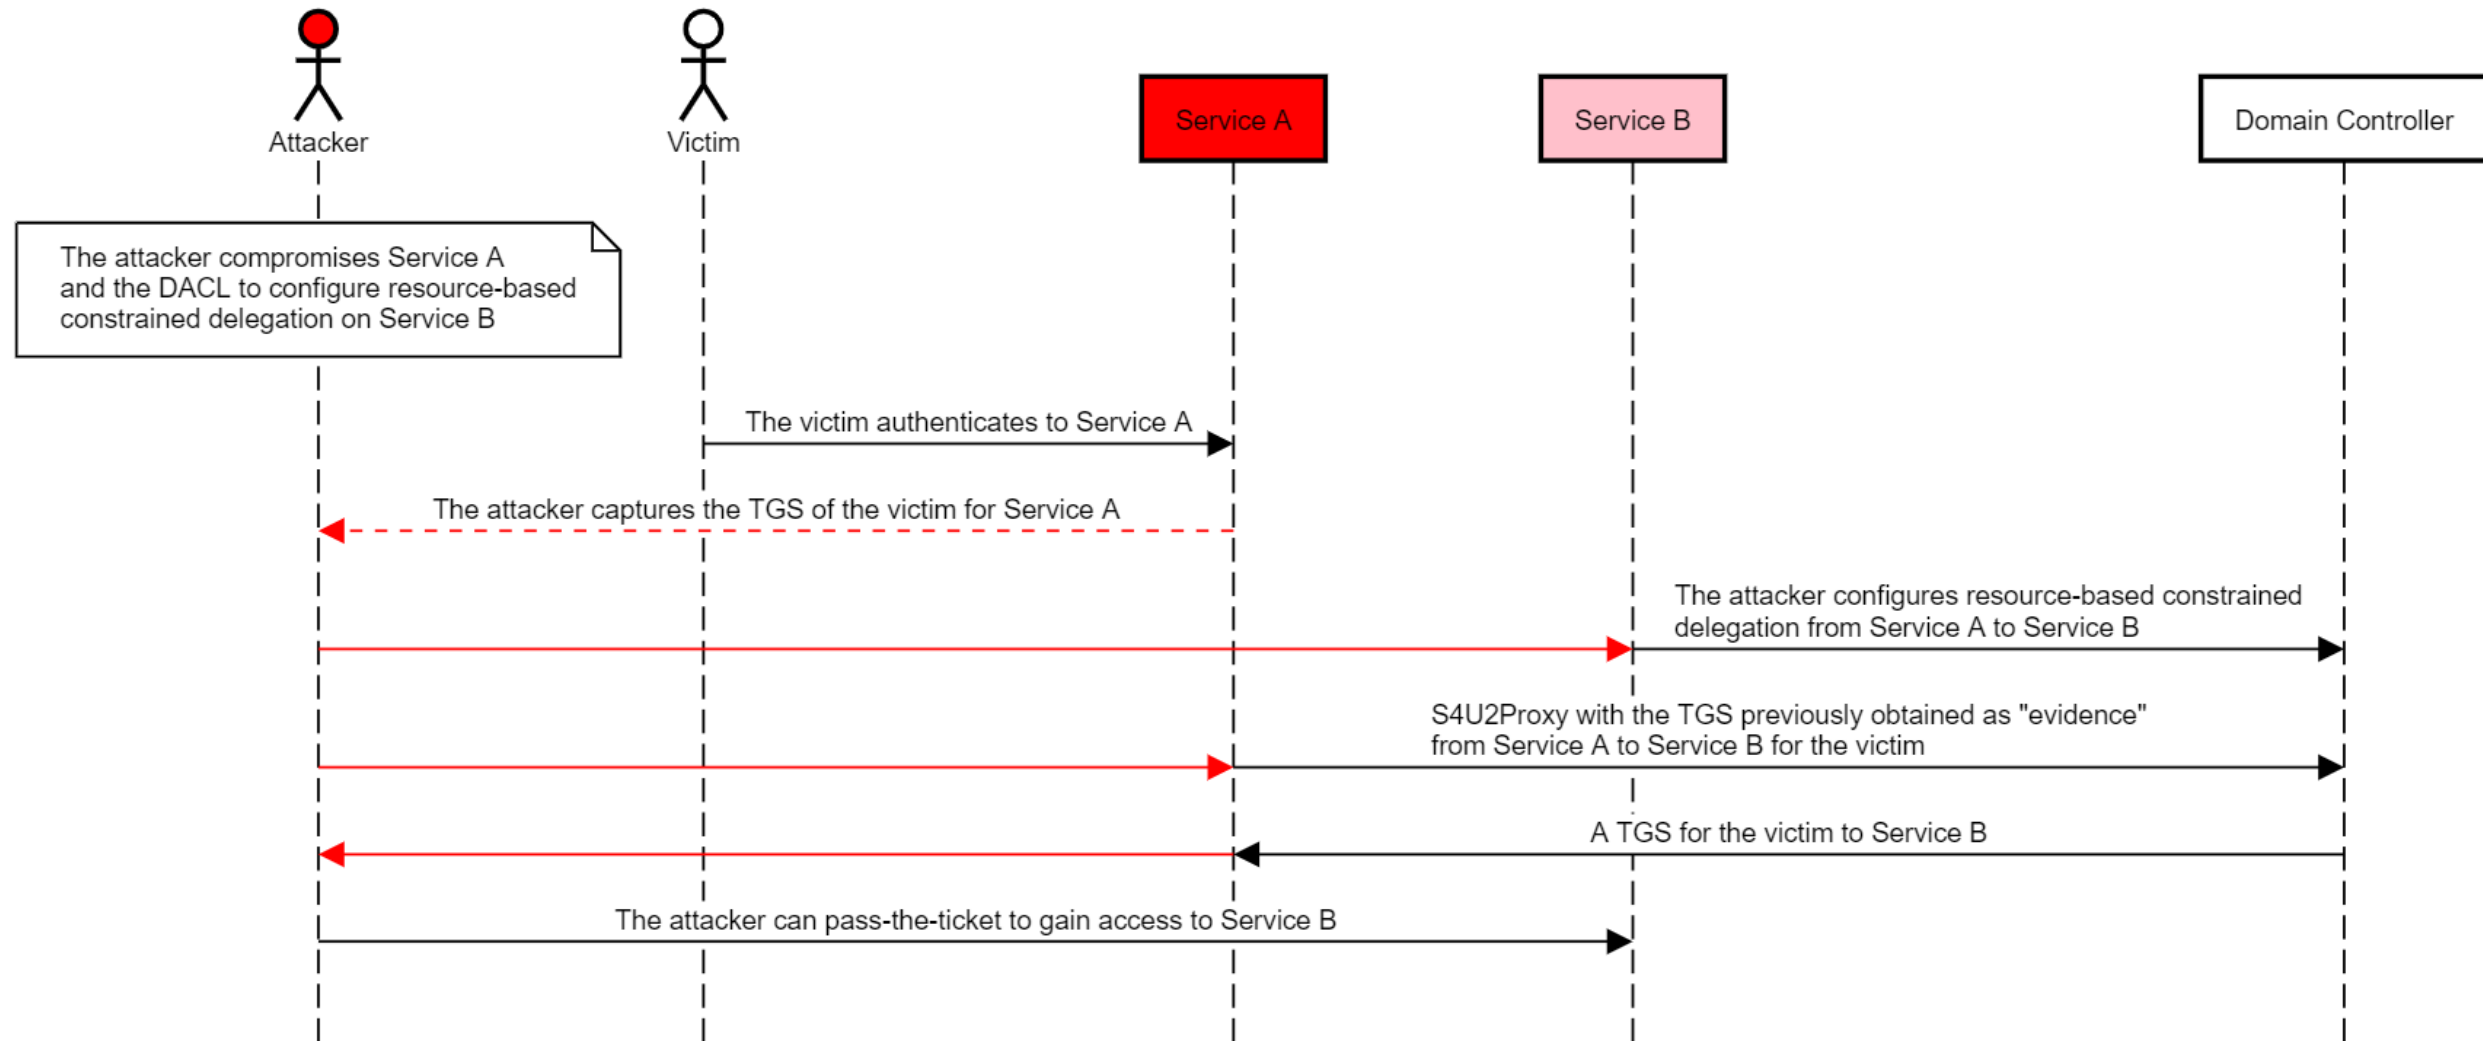 Attacker
Victim
Service A
Service B
Domain Controller
The attacker compromises Service A
and the DACL to configure resource-based
constrained delegation on Service B
The victim authenticates to Service A
The attacker captures the TGS of the victim for Service A
The attacker configures resource-based constrained
delegation from Service A to Service B
S4U2Proxy with the TGS previously obtained as "evidence"
from Service A to Service B for the victim
A TGS for the victim to Service B
The attacker can pass-the-ticket to gain access to Service B